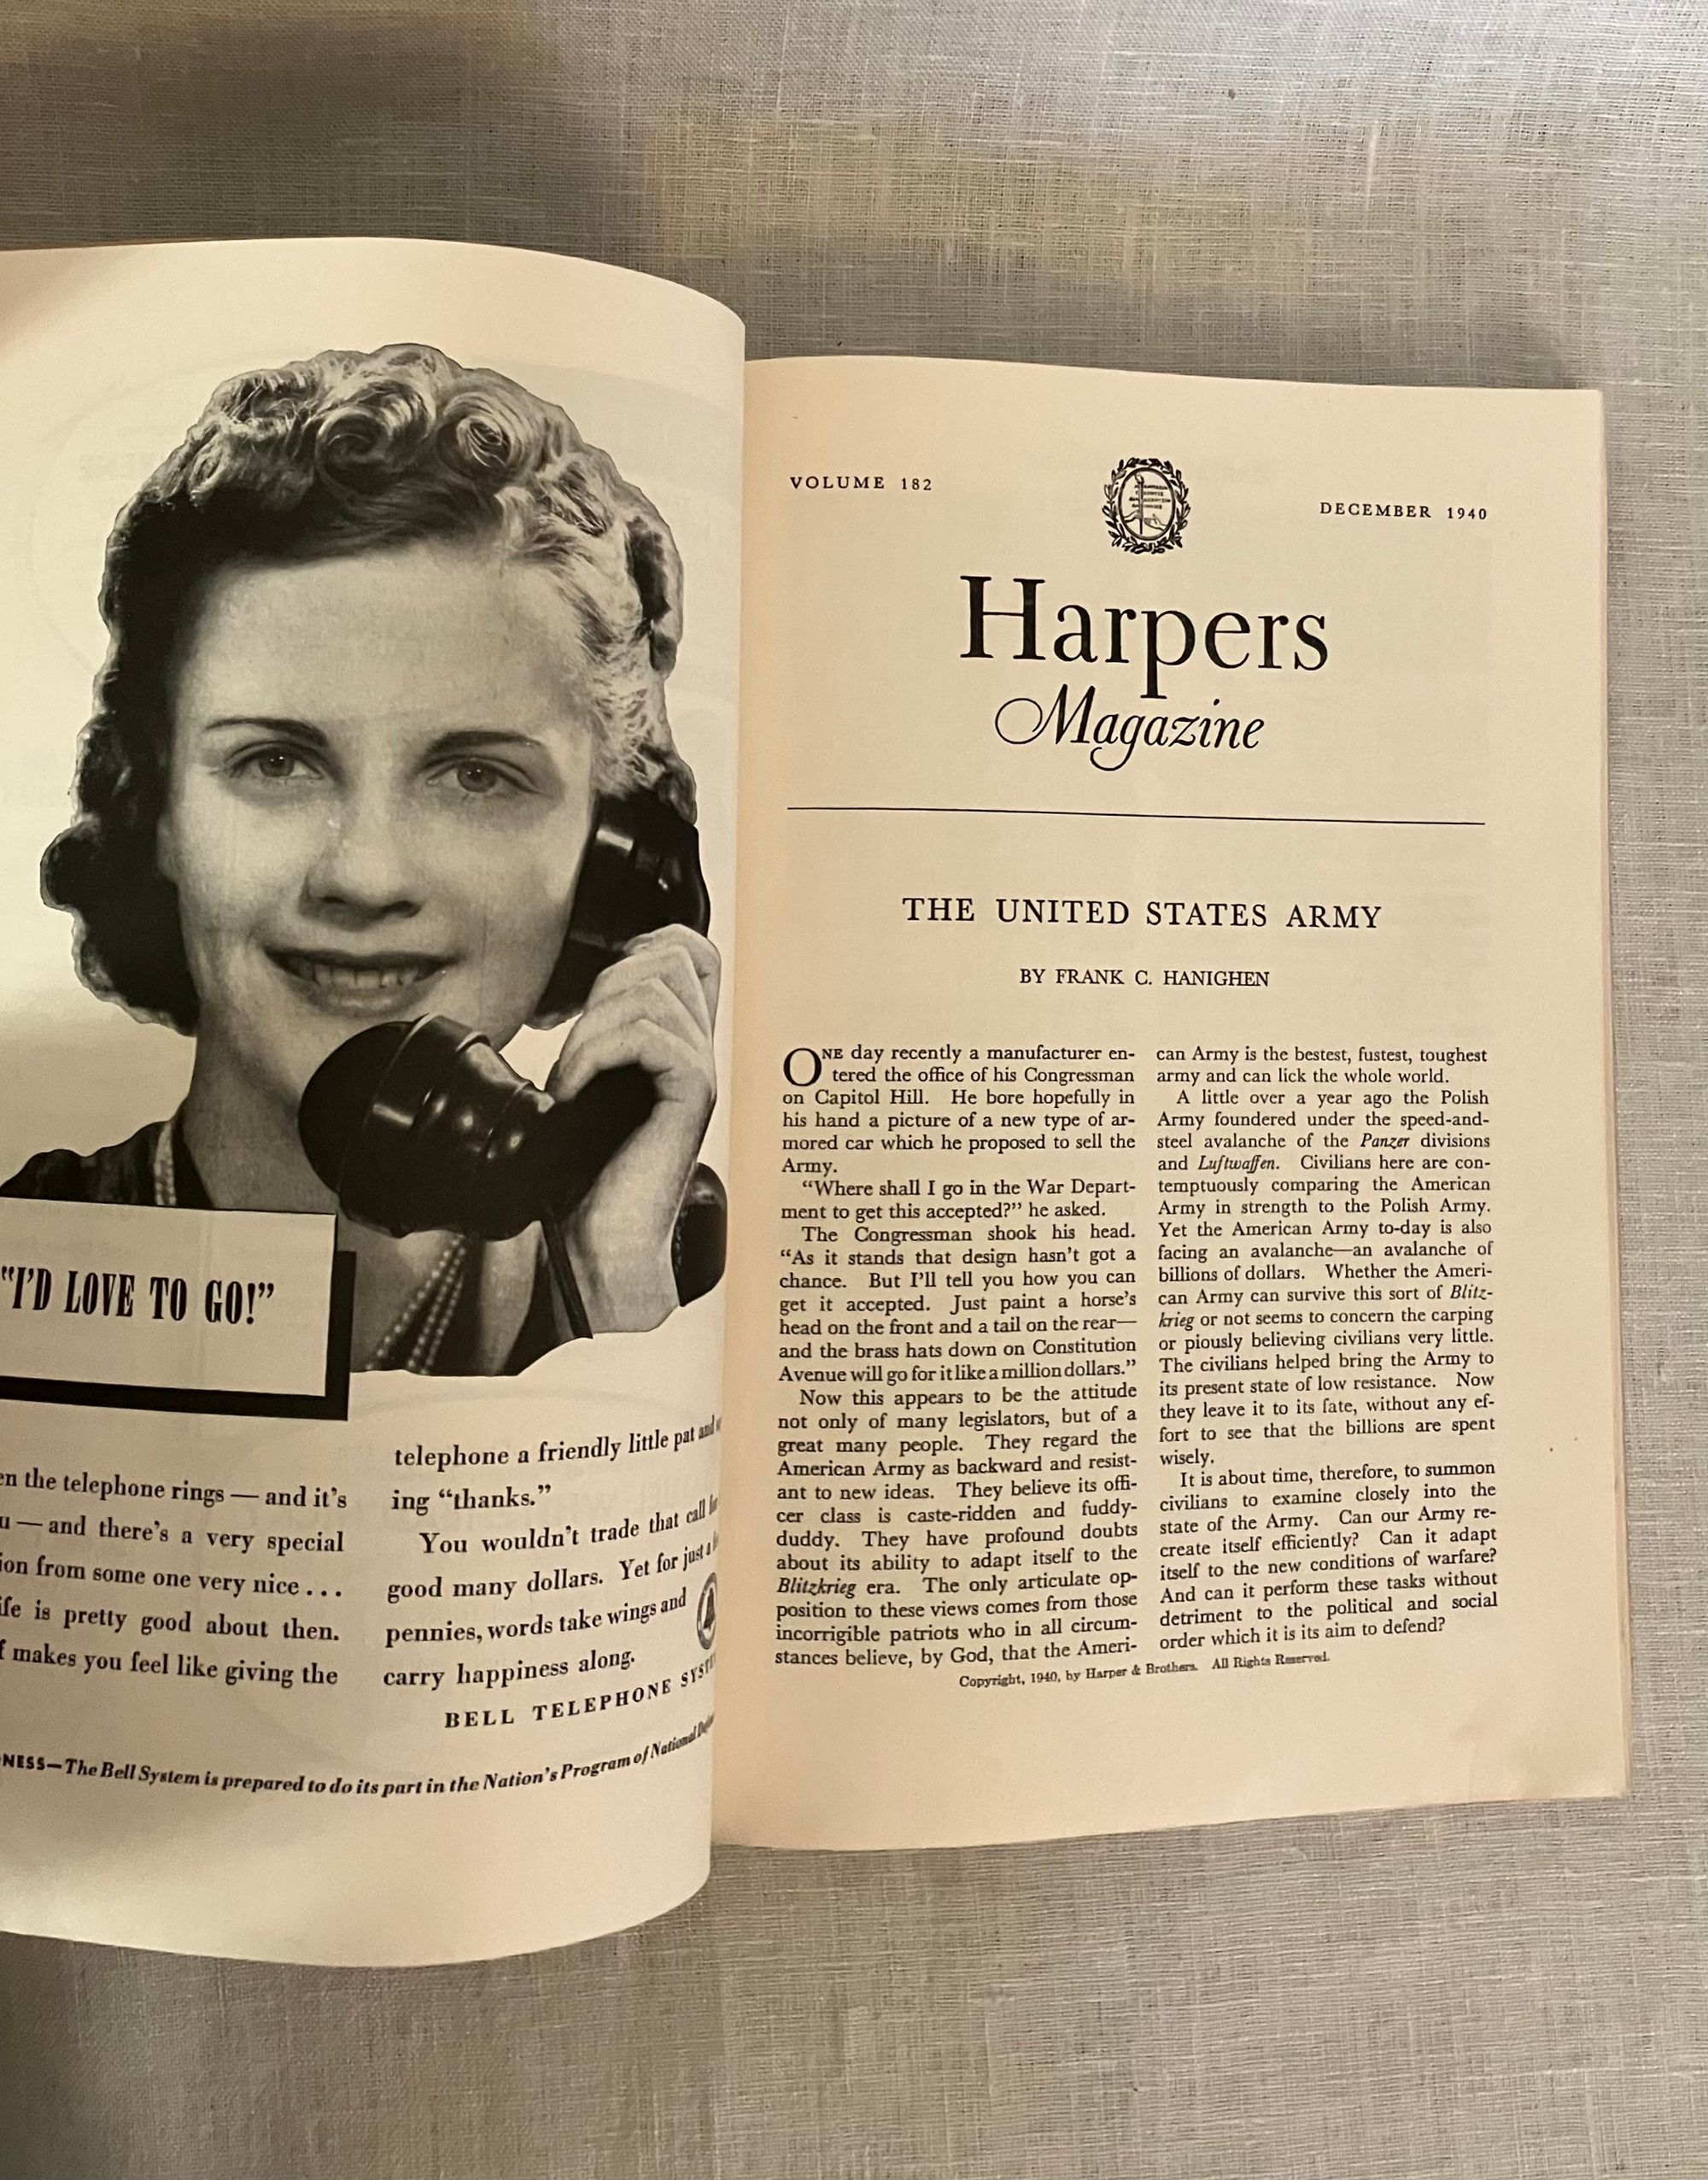 "I'D LOVE TO GO!"
the telephone rings — and it's
— and there's a very special
from some one very nice . . .
is pretty good about then.
makes you feel like giving the
telephone a friendly little pat and
ing "thanks."
You wouldn't trade that call for
good many dollars. Yet for just a
pennies, words take wings and
carry happiness along.
BELL TELEPHONE
The Bell System is prepared to do its part in the Nation's Program of National
VOLUME 182
DECEMBER 1940
Harpers
Magazine
THE UNITED STATES ARMY
BY FRANK C. HANIGHEN
ONE day recently a manufacturer en-
tered the office of his Congressman
on Capitol Hill. He bore hopefully in
his hand a picture of a new type of ar-
mored car which he proposed to sell the
Army.
"Where shall I go in the War Depart-
ment to get this accepted?" he asked.
The Congressman shook his head.
"As it stands that design hasn't got a
chance. But I'll tell you how you can
get it accepted. Just paint a horse's
head on the front and a tail on the rear—
and the brass hats down on Constitution
Avenue will go for it like a million dollars."
Now this appears to be the attitude
not only of many legislators, but of a
great many people. They regard the
American Army as backward and resist-
ant to new ideas. They believe its offi-
cer class is caste-ridden and fuddy-
duddy. They have profound doubts
about its ability to adapt itself to the
Blitzkrieg era. The only articulate op-
position to these views comes from those
incorrigible patriots who in all circum-
stances believe, by God, that the Ameri-
can Army is the bestest, fustest, toughest
army and can lick the whole world.
A little over a year ago the Polish
Army foundered under the speed-and-
steel avalanche of the Panzer divisions
and Luftwaffen. Civilians here are con-
temptuously comparing the American
Army in strength to the Polish Army.
Yet the American Army to-day is also
facing an avalanche—an avalanche of
billions of dollars. Whether the Ameri-
can Army can survive this sort of Blitz-
krieg or not seems to concern the carping
or piously believing civilians very little.
The civilians helped bring the Army to
its present state of low resistance. Now
they leave it to its fate, without any ef-
fort to see that the billions are spent
wisely.
It is about time, therefore, to summon
civilians to examine closely into the
state of the Army. Can our Army re-
create itself efficiently? Can it adapt
itself to the new conditions of warfare?
And can it perform these tasks without
detriment to the political and social
order which it is its aim to defend?
Copyright, 1940, by Harper & Brothers. All Rights Reserved.